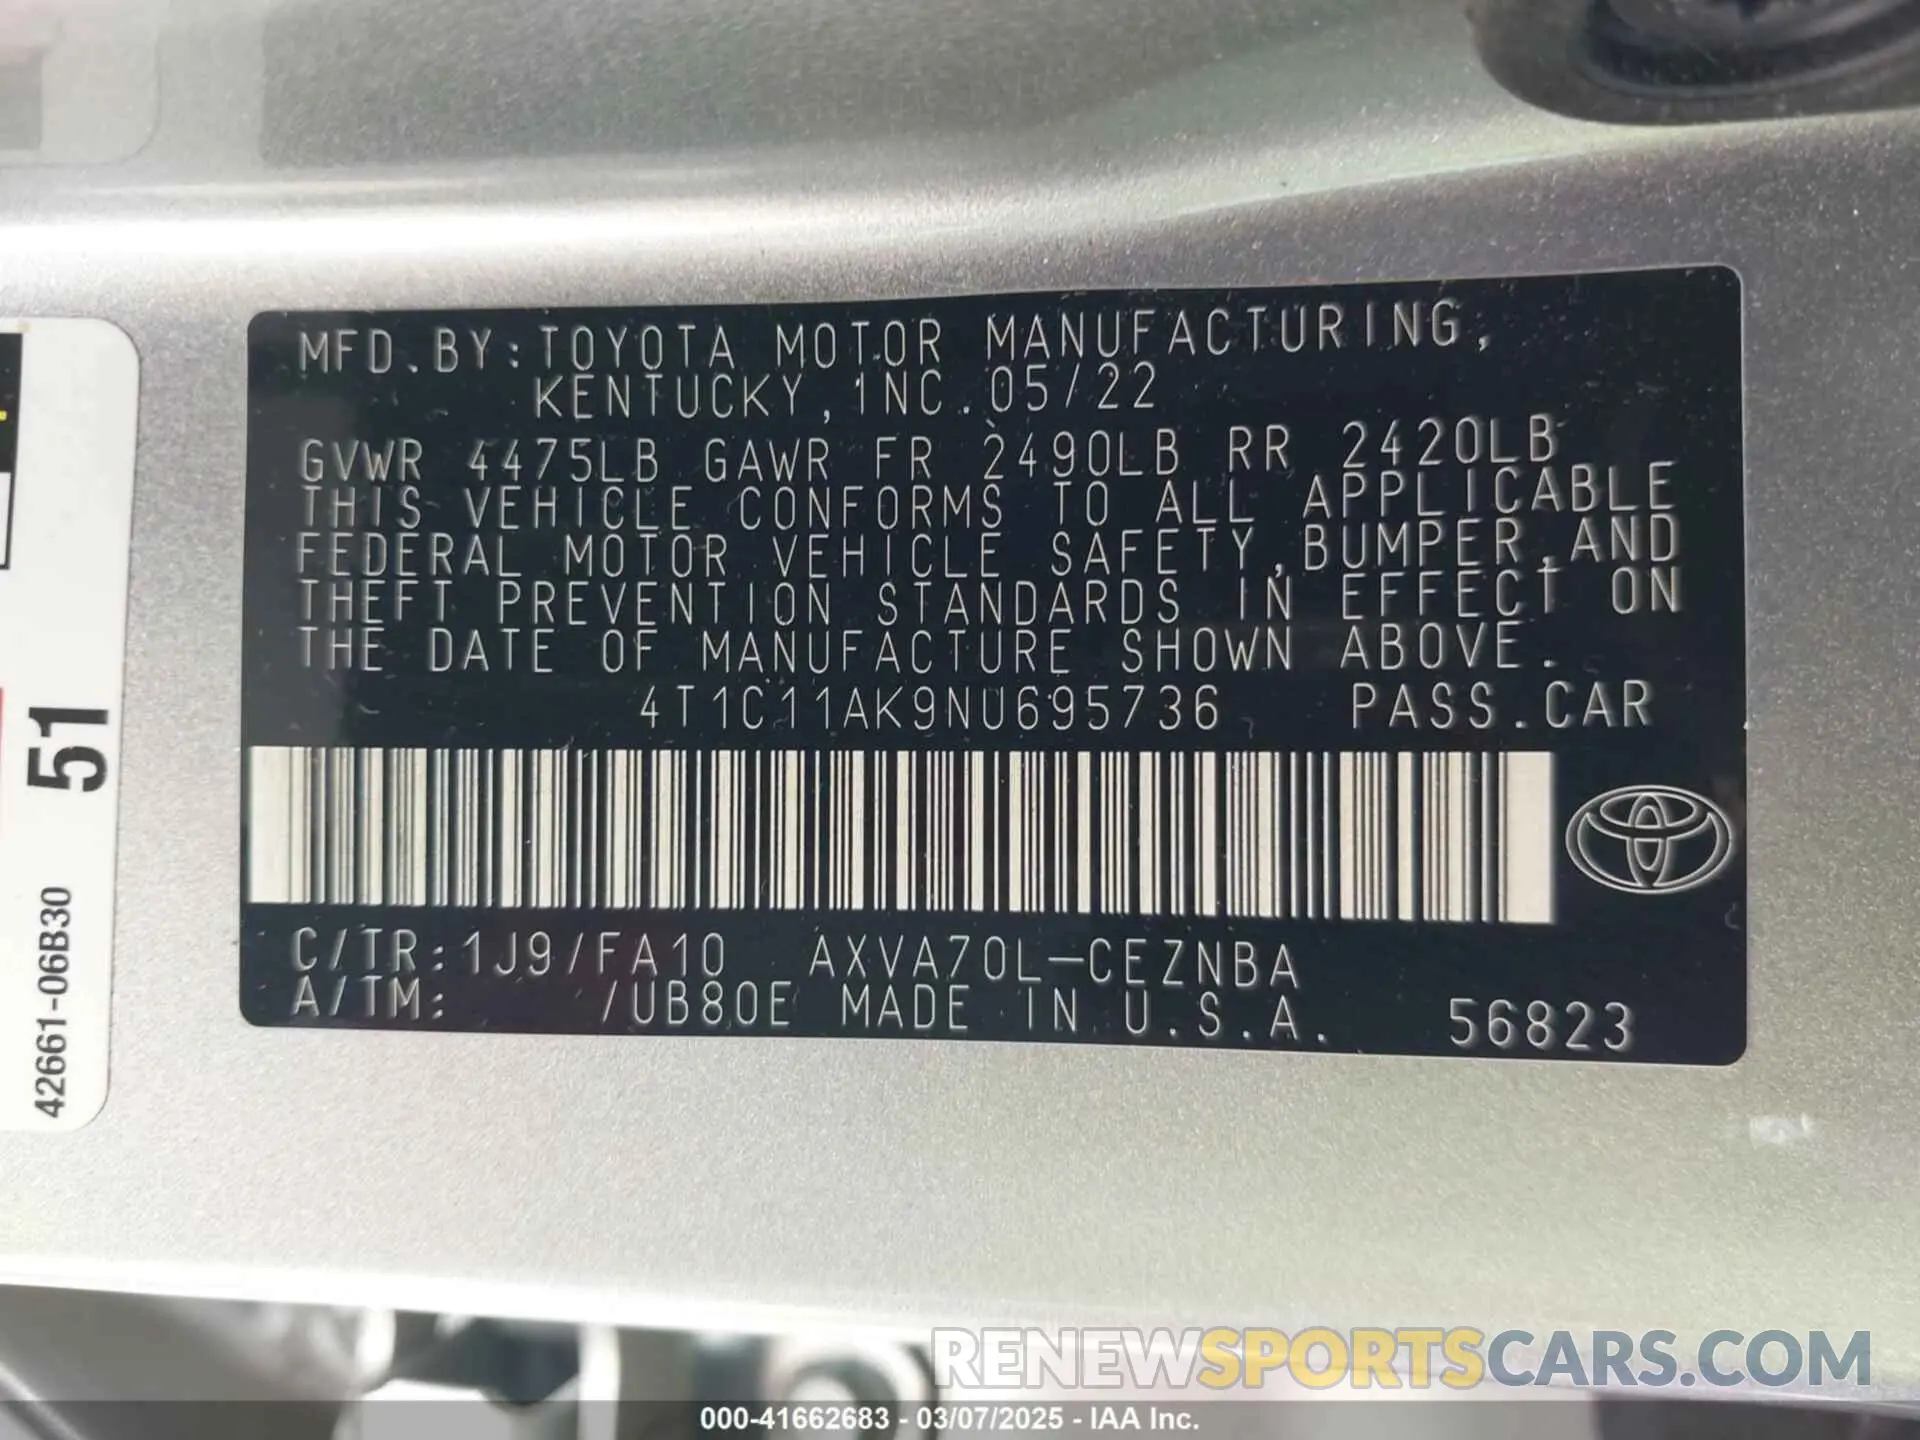 MFD.BY:TOYOTA MOTOR MANUFACTURING,
KENTUCKY,INC.05/22
GVWR 4475LB GAWR FR 2490LB RR 2420LB
THIS VEHICLE CONFORMS TO ALL APPLICABLE
FEDERAL MOTOR VEHICLE SAFETY,BUMPER,AND
THEFT PREVENTION STANDARDS IN EFFECT ON
THE DATE OF MANUFACTURE SHOWN ABOVE.
4T1C11AK9NU695736 PASS.CAR
C/TR:1J9/FA10 AXVA70L-CEZNBA
A/TM: /UB80E MADE IN U.S.A. 56823
51
42661-06B30
RENEWSPORTSCARS.COM
000-41662683 - 03/07/2025 - IAA Inc.